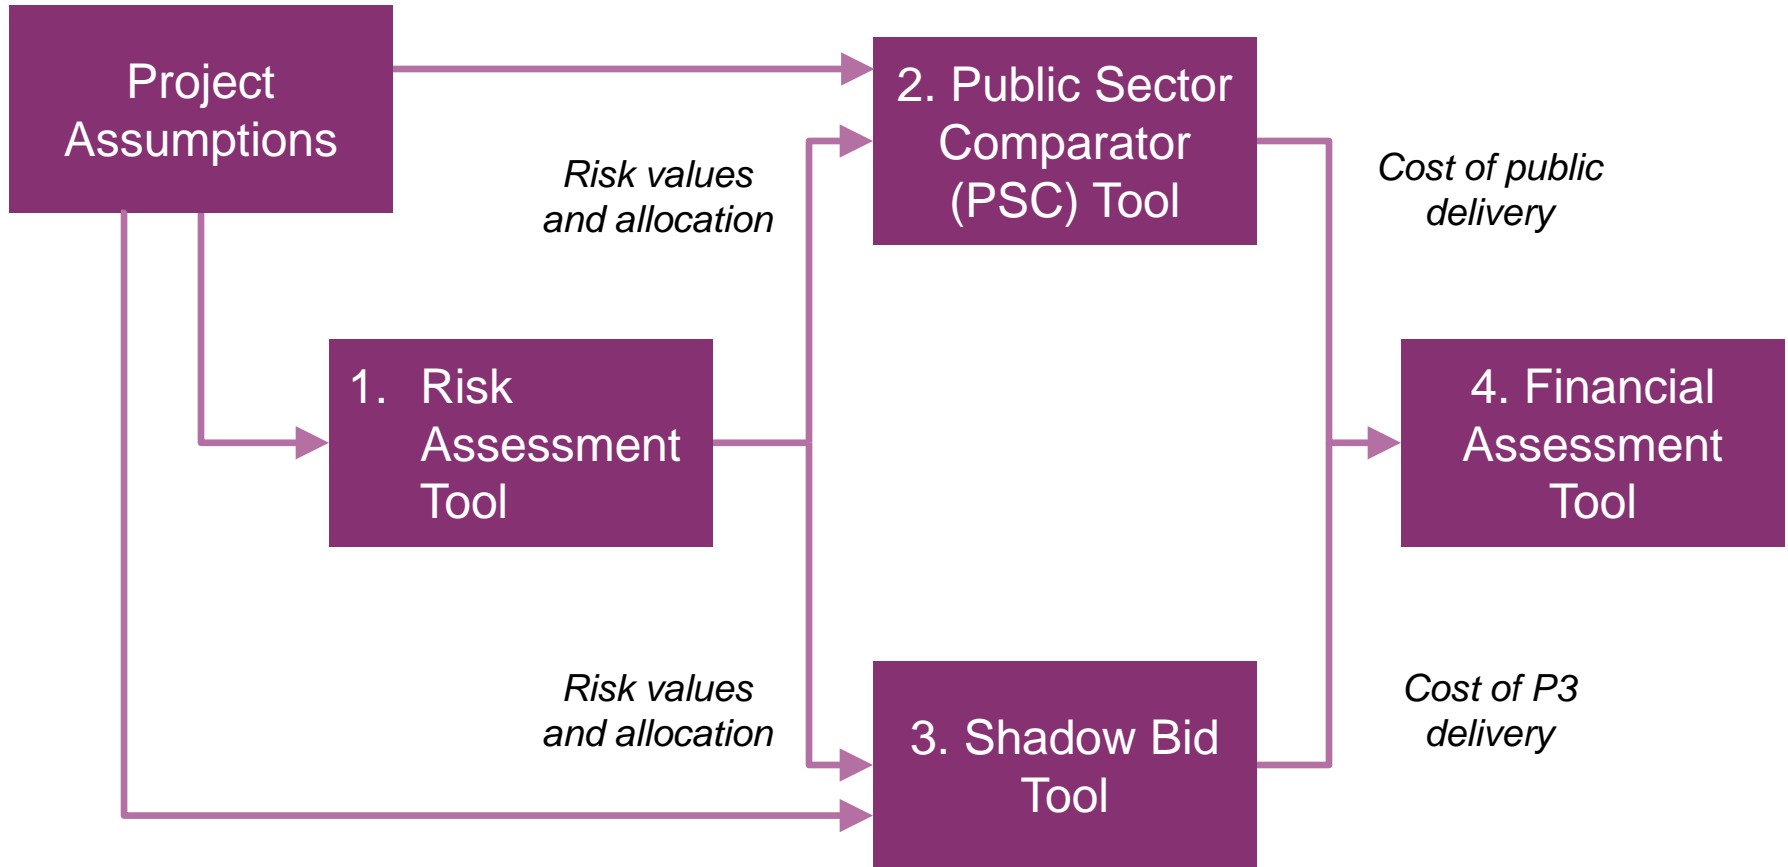 Project
Assumptions
2. Public Sector
Comparator
(PSC) Tool
Risk values
and allocation
Cost of public
delivery
1. Risk
Assessment
Tool
4. Financial
Assessment
Tool
Risk values
and allocation
3. Shadow Bid
Tool
Cost of P3
delivery